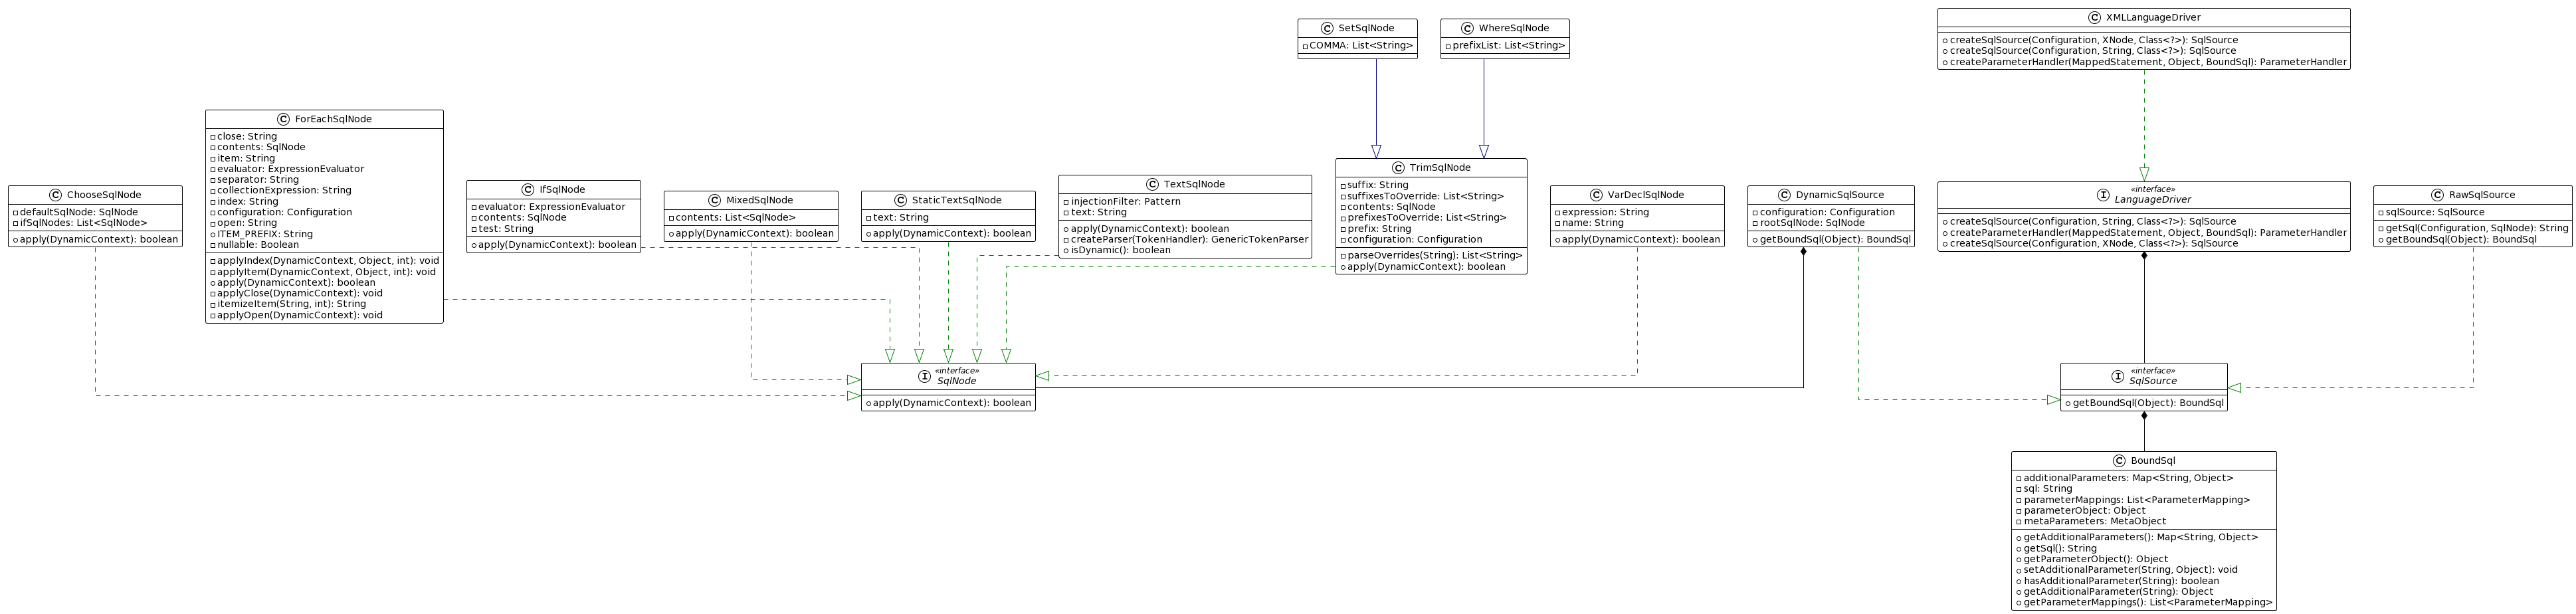 C SetSqlNode
COMMA: List<String>
C WhereSqlNode
prefixList: List<String>
C XMLLanguageDriver
createSqlSource(Configuration, XNode, Class<?>): SqlSource
createSqlSource(Configuration, String, Class<?>): SqlSource
createParameterHandler(MappedStatement, Object, BoundSql): ParameterHandler
C ChooseSqlNode
defaultSqlNode: SqlNode
ifSqlNodes: List<SqlNode>
apply(DynamicContext): boolean
C ForEachSqlNode
close: String
contents: SqlNode
item: String
evaluator: ExpressionEvaluator
separator: String
collectionExpression: String
index: String
configuration: Configuration
open: String
ITEM_PREFIX: String
nullable: Boolean
applyIndex(DynamicContext, Object, int): void
applyItem(DynamicContext, Object, int): void
apply(DynamicContext): boolean
applyClose(DynamicContext): void
itemizeItem(String, int): String
applyOpen(DynamicContext): void
C IfSqlNode
evaluator: ExpressionEvaluator
contents: SqlNode
test: String
apply(DynamicContext): boolean
C MixedSqlNode
contents: List<SqlNode>
apply(DynamicContext): boolean
C StaticTextSqlNode
text: String
apply(DynamicContext): boolean
C TextSqlNode
injectionFilter: Pattern
text: String
apply(DynamicContext): boolean
createParser(TokenHandler): GenericTokenParser
isDynamic(): boolean
C TrimSqlNode
suffix: String
suffixesToOverride: List<String>
contents: SqlNode
prefixesToOverride: List<String>
prefix: String
configuration: Configuration
parseOverrides(String): List<String>
apply(DynamicContext): boolean
C VarDeclSqlNode
expression: String
name: String
apply(DynamicContext): boolean
C DynamicSqlSource
configuration: Configuration
rootSqlNode: SqlNode
getBoundSql(Object): BoundSql
«interface»
I LanguageDriver
createSqlSource(Configuration, String, Class<?>): SqlSource
createParameterHandler(MappedStatement, Object, BoundSql): ParameterHandler
createSqlSource(Configuration, XNode, Class<?>): SqlSource
C RawSqlSource
sqlSource: SqlSource
getSql(Configuration, SqlNode): String
getBoundSql(Object): BoundSql
«interface»
I SqlNode
apply(DynamicContext): boolean
«interface»
I SqlSource
getBoundSql(Object): BoundSql
C BoundSql
additionalParameters: Map<String, Object>
sql: String
parameterMappings: List<ParameterMapping>
parameterObject: Object
metaParameters: MetaObject
getAdditionalParameters(): Map<String, Object>
getSql(): String
getParameterObject(): Object
setAdditionalParameter(String, Object): void
hasAdditionalParameter(String): boolean
getAdditionalParameter(String): Object
getParameterMappings(): List<ParameterMapping>